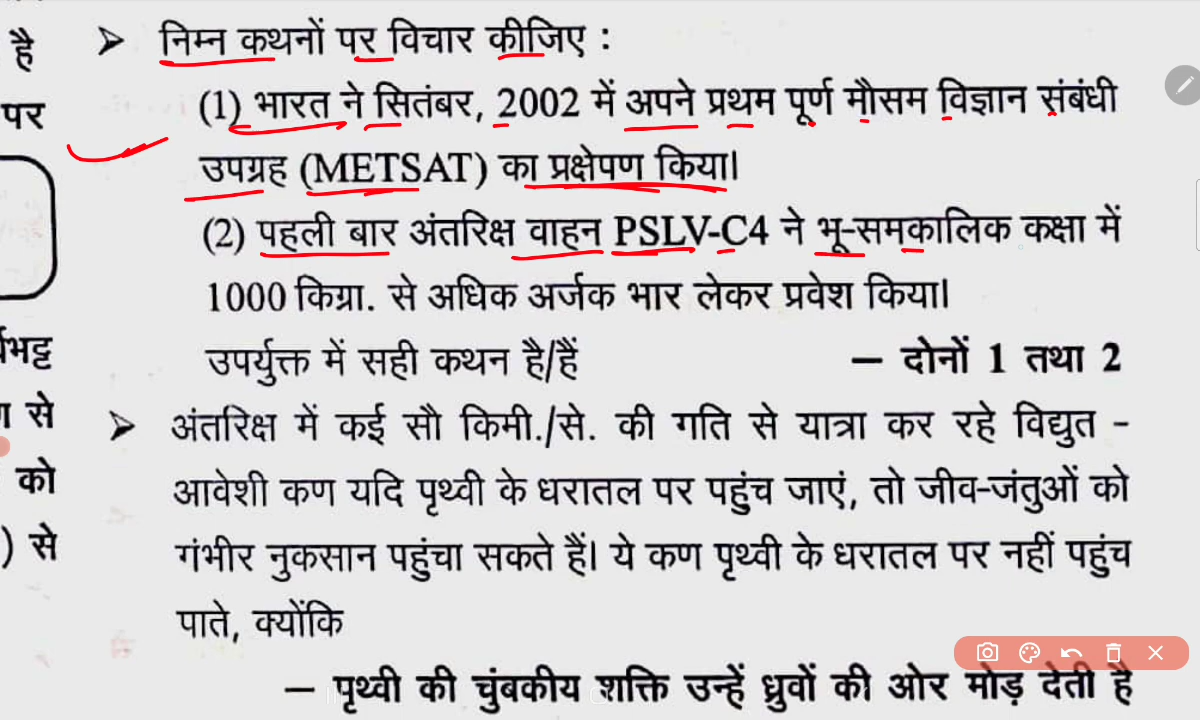 है
पर
र्यभट्ट
से
को
) से
➢ निम्न कथनों पर विचार कीजिए :
(1) भारत ने सितंबर, 2002 में अपने प्रथम पूर्ण मौसम विज्ञान संबंधी
उपग्रह (METSAT) का प्रक्षेपण किया।
(2) पहली बार अंतरिक्ष वाहन PSLV-C4 ने भू-समकालिक कक्षा में
1000 किग्रा. से अधिक अर्जक भार लेकर प्रवेश किया।
उपर्युक्त में सही कथन है/हैं – दोनों 1 तथा 2
➢ अंतरिक्ष में कई सौ किमी./से. की गति से यात्रा कर रहे विद्युत -
आवेशी कण यदि पृथ्वी के धरातल पर पहुंच जाएं, तो जीव-जंतुओं को
गंभीर नुकसान पहुंचा सकते हैं। ये कण पृथ्वी के धरातल पर नहीं पहुंच
पाते, क्योंकि
– पृथ्वी की चुंबकीय शक्ति उन्हें ध्रुवों की ओर मोड़ देती है